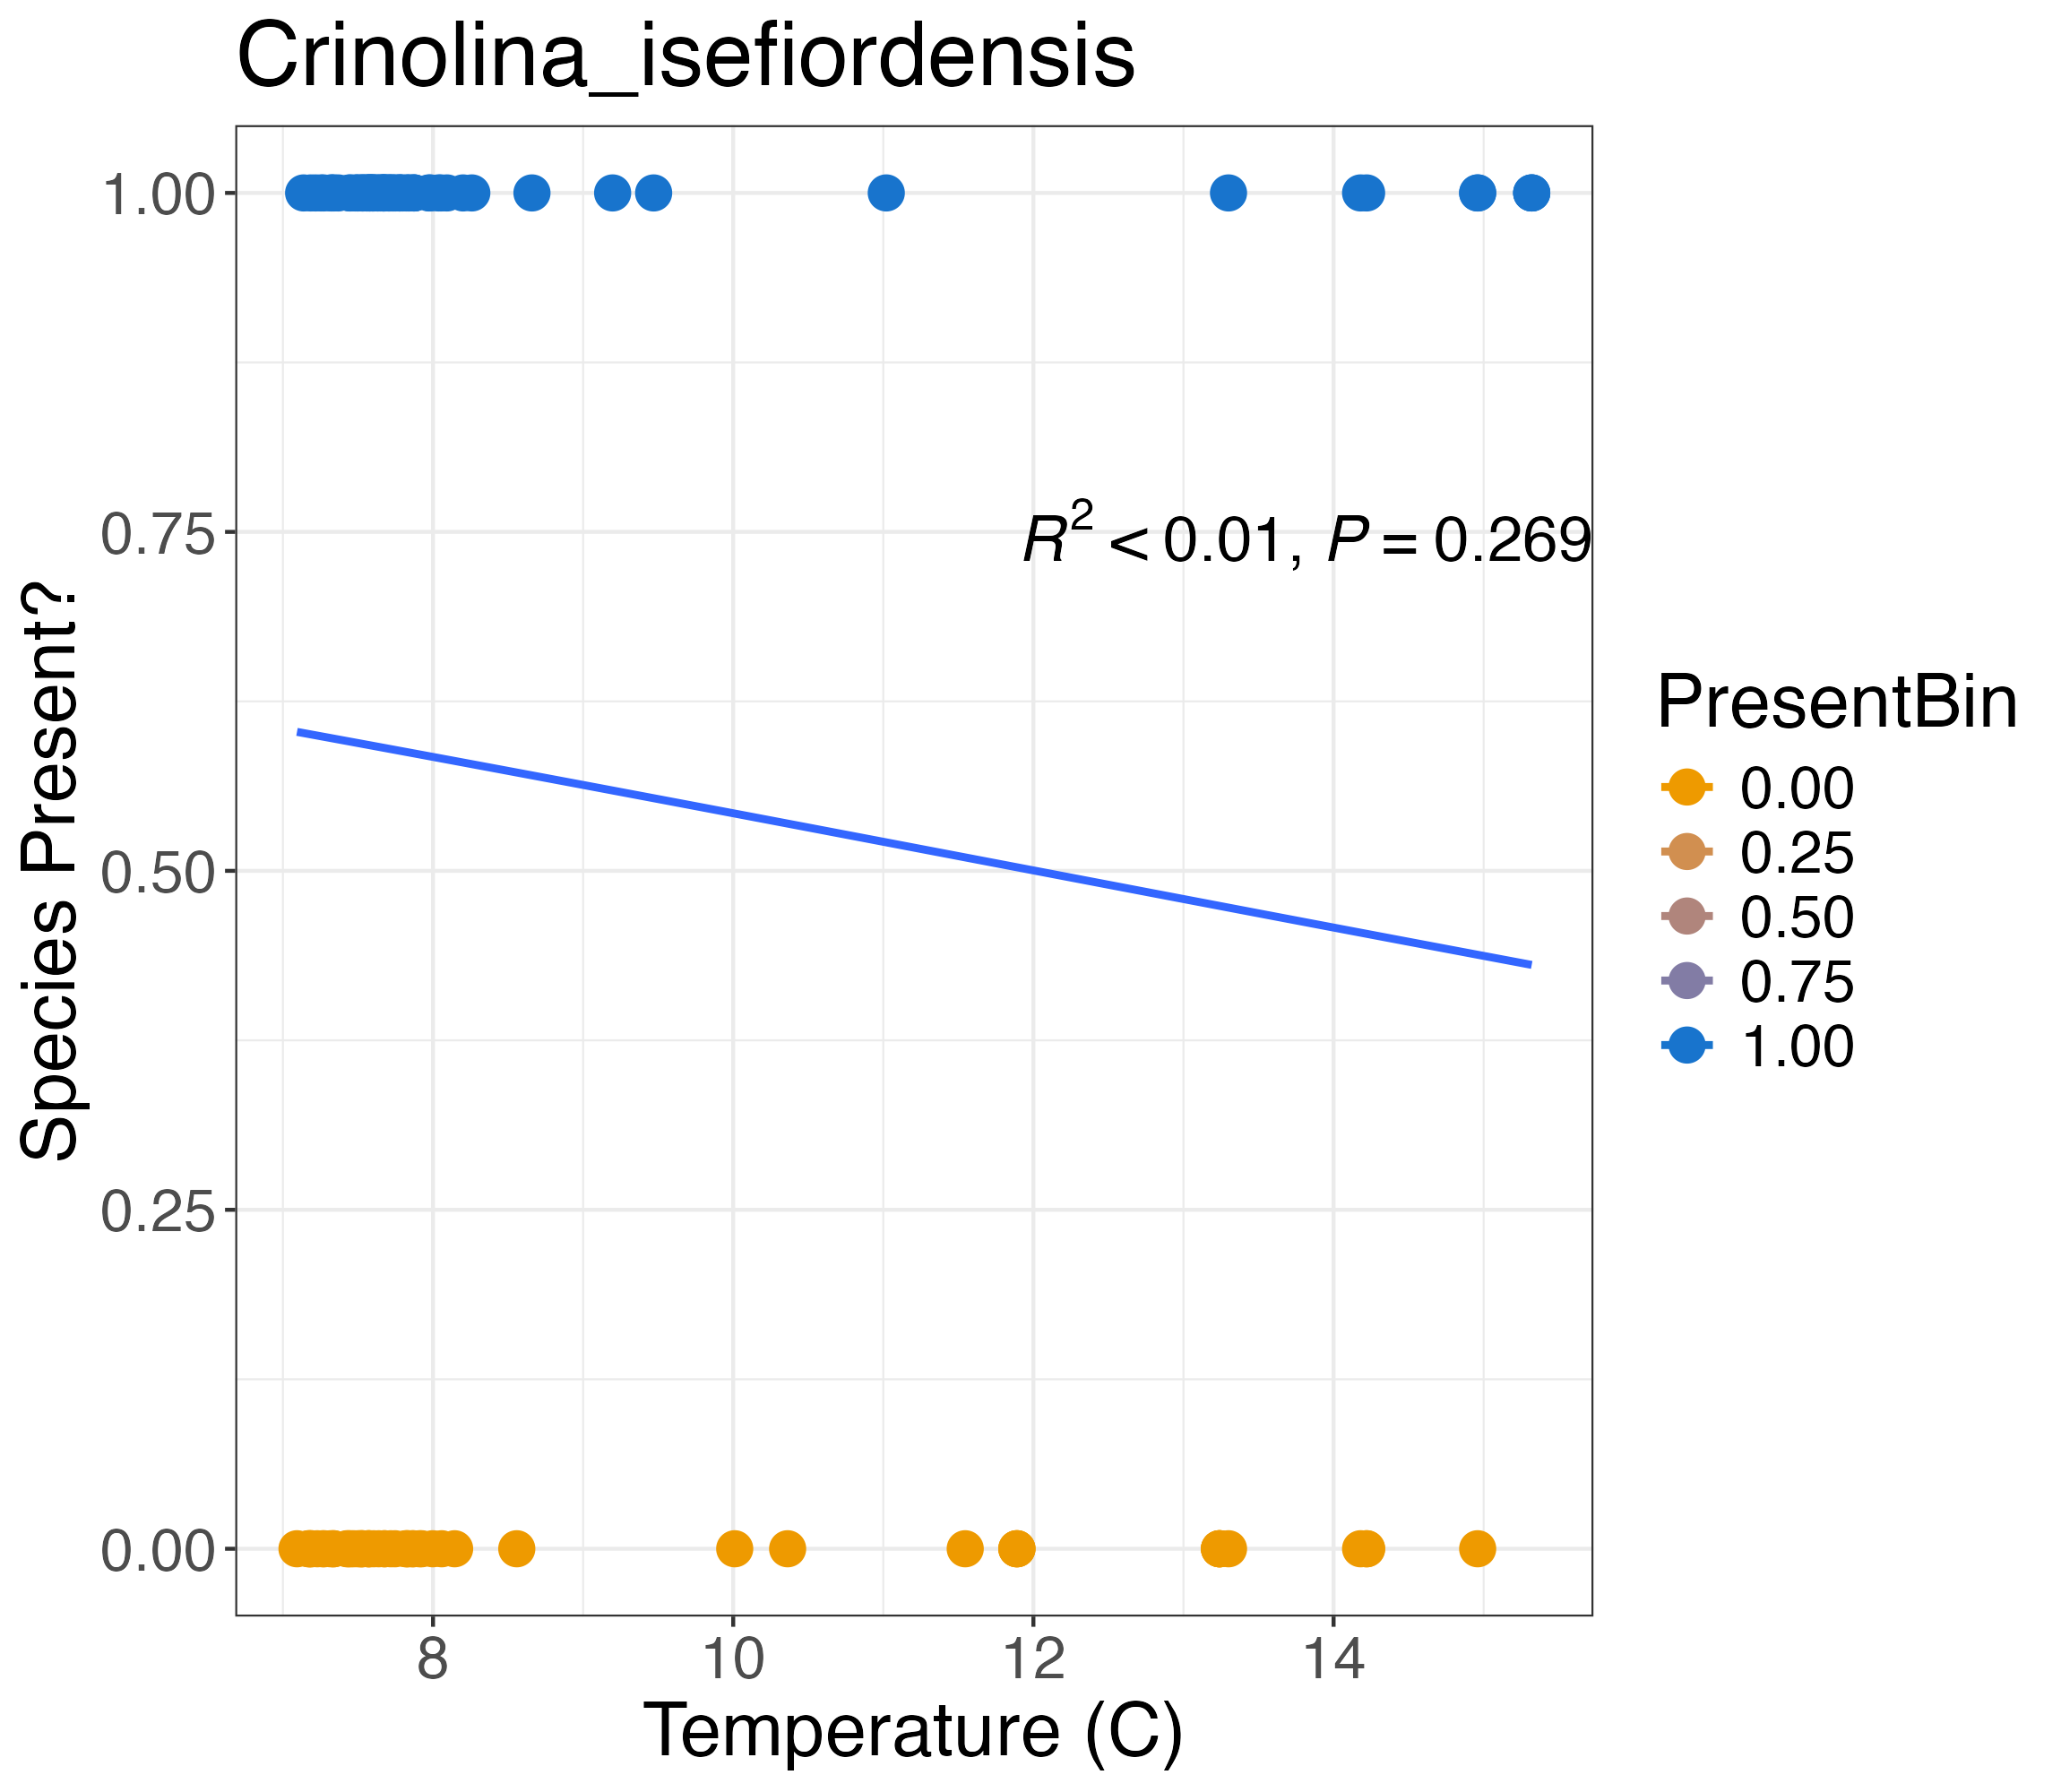 Crinolina_isefiordensis
Species Present?
1.00
0.75
0.50
0.25
0.00
R² < 0.01, P = 0.269
8 10 12 14
Temperature (C)
PresentBin
0.00
0.25
0.50
0.75
1.00